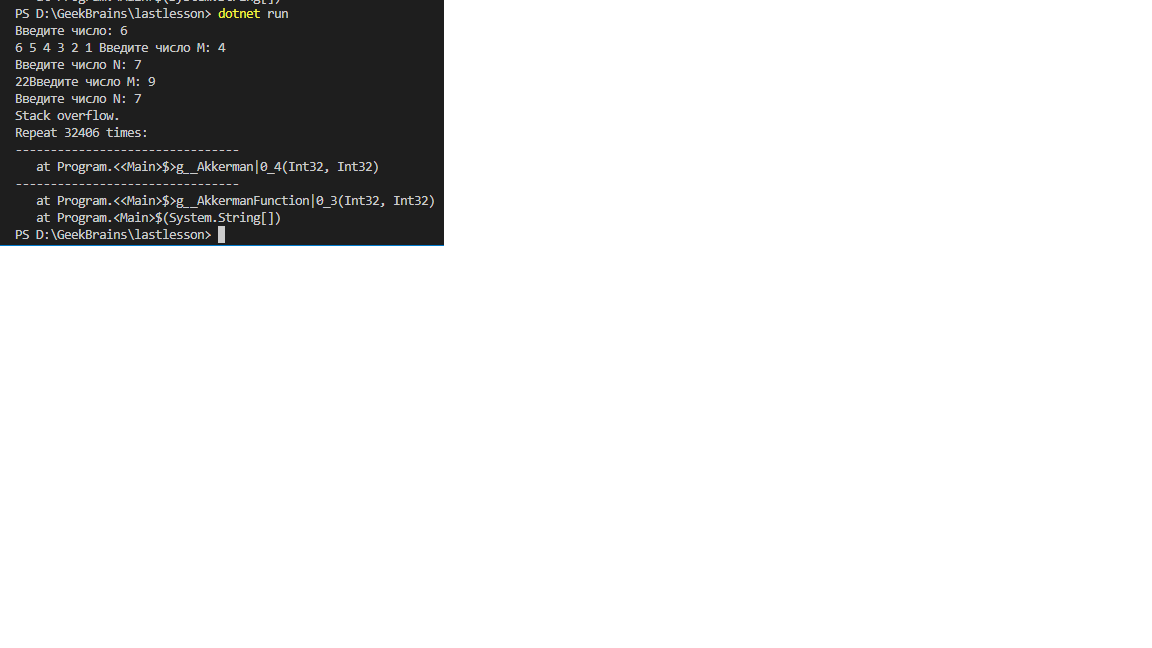 PS D:\GeekBrains\lastlesson> dotnet run
Введите число: 6
6 5 4 3 2 1 Введите число M: 4
Введите число N: 7
22Введите число M: 9
Введите число N: 7
Stack overflow.
Repeat 32406 times:
--------------------------------
   at Program.<<Main>$>g__Akkerman|0_4(Int32, Int32)
--------------------------------
   at Program.<<Main>$>g__AkkermanFunction|0_3(Int32, Int32)
   at Program.<Main>$(System.String[])
PS D:\GeekBrains\lastlesson>